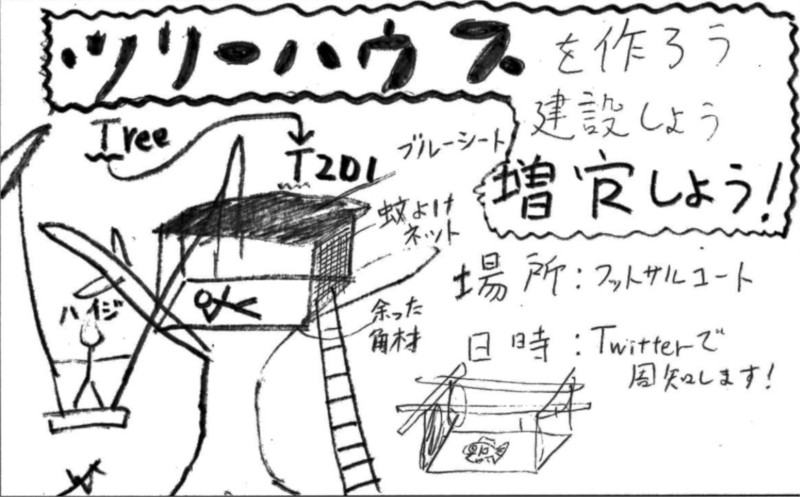 ツリーハウスを作ろう
建設しよう
増穴しよう!
Tree
T201
ブルーシート
蚊よけ
ネット
余った
角材
ハイジ
場所:フットサルコート
日時:Twitterで
周知します!